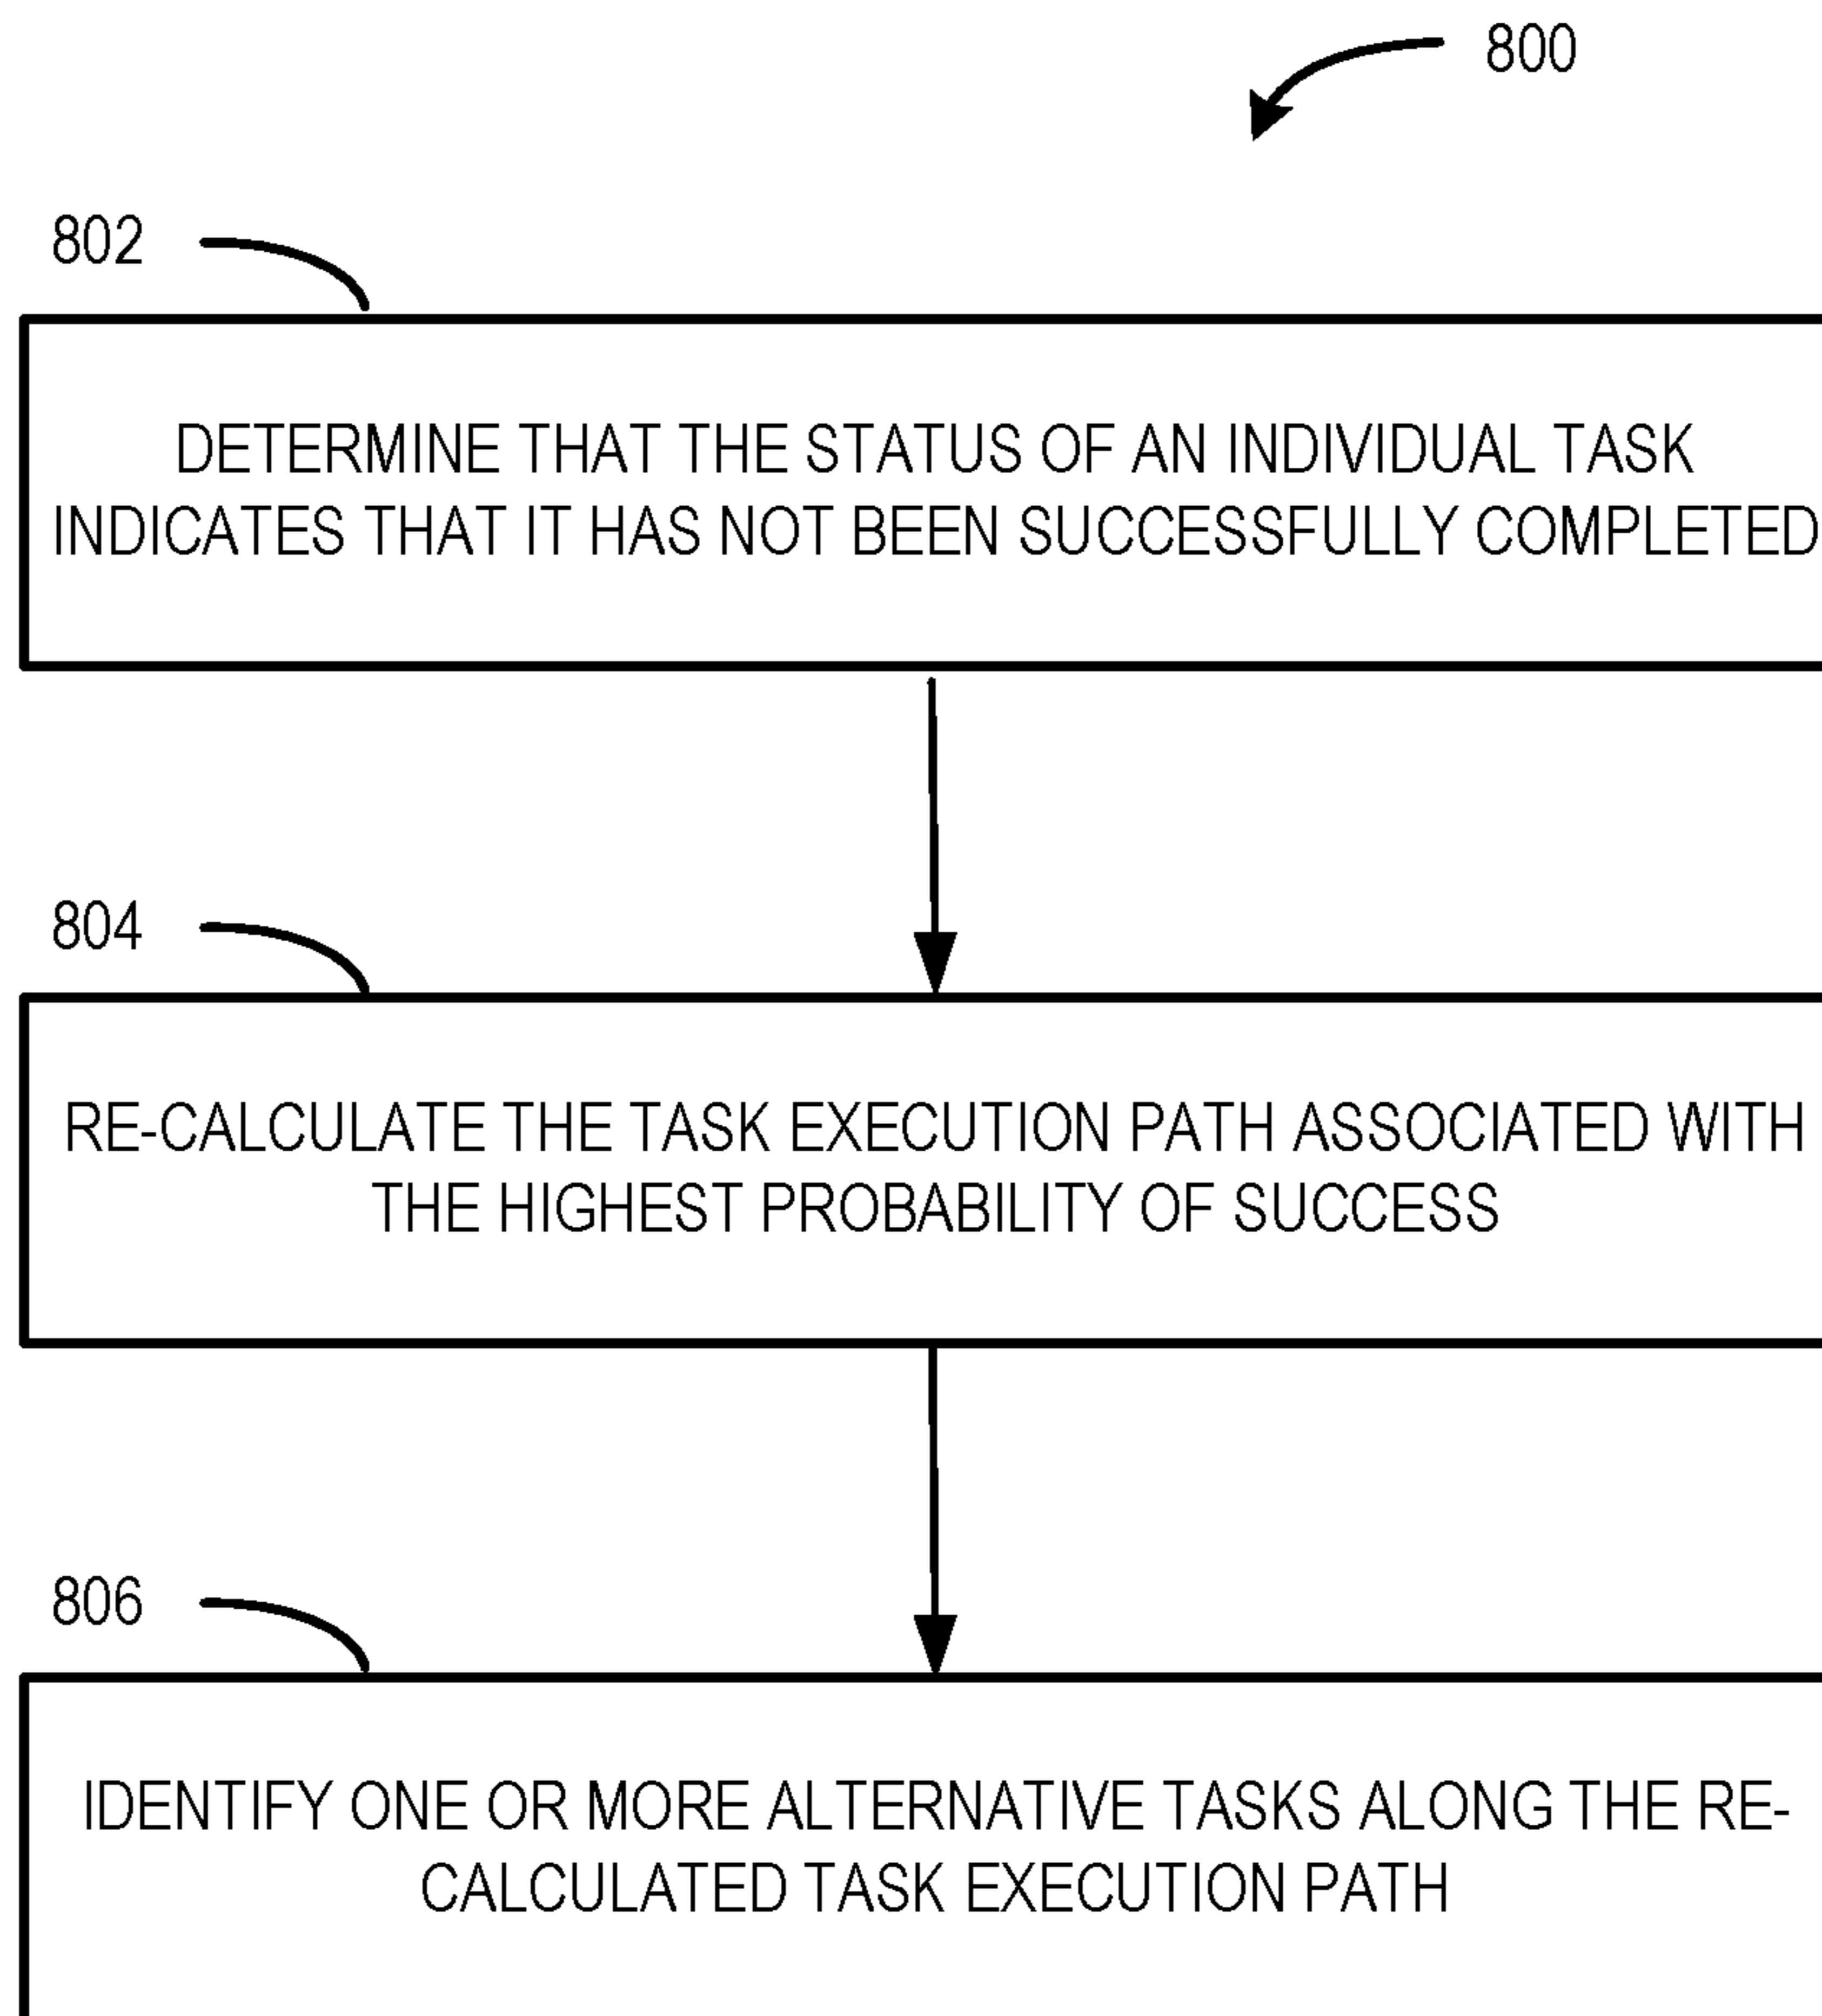 800
802
DETERMINE THAT THE STATUS OF AN INDIVIDUAL TASK
INDICATES THAT IT HAS NOT BEEN SUCCESSFULLY COMPLETED
804
RE-CALCULATE THE TASK EXECUTION PATH ASSOCIATED WITH
THE HIGHEST PROBABILITY OF SUCCESS
806
IDENTIFY ONE OR MORE ALTERNATIVE TASKS ALONG THE RE-
CALCULATED TASK EXECUTION PATH